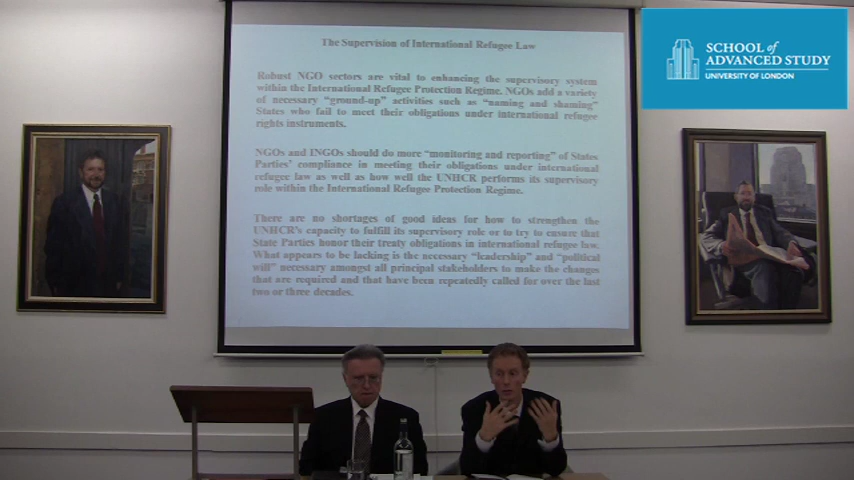 The Supervision of International Refugee Law
Robust NGO sectors are vital to enhancing the supervisory system
within the International Refugee Protection Regime. NGOs add a variety
of necessary "ground-up" activities such as "naming and shaming"
States who fail to meet their obligations under international refugee
rights instruments.
NGOs and INGOs should do more "monitoring and reporting" of States
Parties' compliance in meeting their obligations under international
refugee law as well as how well the UNHCR performs its supervisory
role within the International Refugee Protection Regime.
There are no shortages of good ideas for how to strengthen the
UNHCR's capacity to fulfill its supervisory role or to try to ensure that
State Parties honor their treaty obligations in international refugee law.
What appears to be lacking is the necessary "leadership" and "political
will" necessary amongst all principal stakeholders to make the changes
that are required and that have been repeatedly called for over the last
two or three decades.
SCHOOL of
ADVANCED STUDY
UNIVERSITY OF LONDON